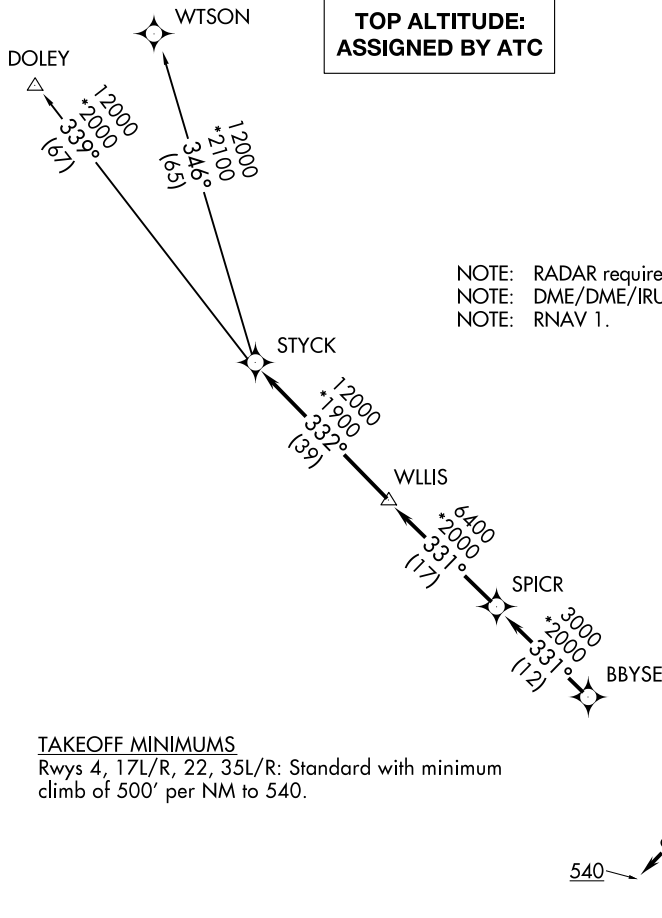 WTSON
TOP ALTITUDE:
ASSIGNED BY ATC
DOLEY
12000
*2000
339°
(67)
12000
*2100
346°
(65)
NOTE: RADAR require
NOTE: DME/DME/IRU
NOTE: RNAV 1.
STYCK
12000
*1900
332°
(39)
WLLIS
6400
*2000
331°
(17)
SPICR
3000
*2000
331°
(12)
BBYSE
TAKEOFF MINIMUMS
Rwys 4, 17L/R, 22, 35L/R: Standard with minimum
climb of 500' per NM to 540.
540